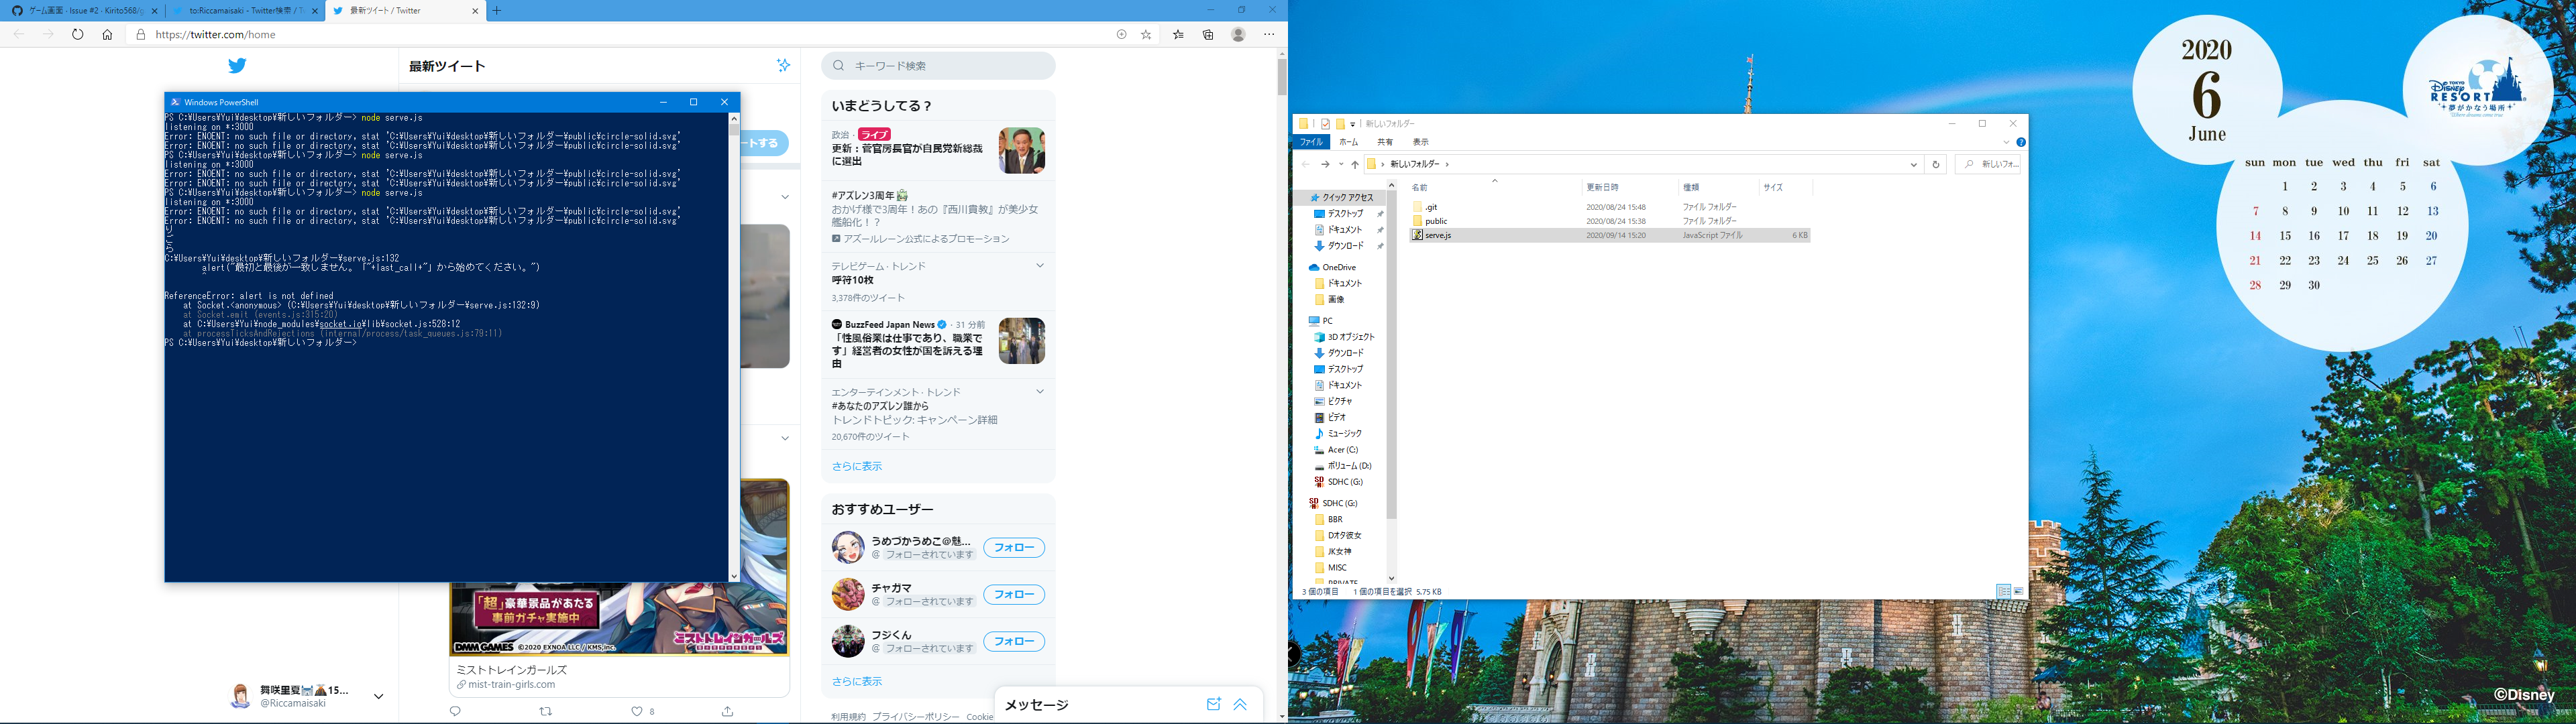 ゲーム画面 · Issue #2 · Kirito568/g
to:Riccamaisaki - Twitter検索 / T
最新ツイート / Twitter
https://twitter.com/home
最新ツイート
キーワード検索
ートする
Windows PowerShell
PS C:¥Users¥Yui¥desktop¥新しいフォルダー> node serve.js
listening on *:3000
Error: ENOENT: no such file or directory, stat 'C:¥Users¥Yui¥desktop¥新しいフォルダー¥public¥circle-solid.svg'
Error: ENOENT: no such file or directory, stat 'C:¥Users¥Yui¥desktop¥新しいフォルダー¥public¥circle-solid.svg'
PS C:¥Users¥Yui¥desktop¥新しいフォルダー> node serve.js
listening on *:3000
Error: ENOENT: no such file or directory, stat 'C:¥Users¥Yui¥desktop¥新しいフォルダー¥public¥circle-solid.svg'
Error: ENOENT: no such file or directory, stat 'C:¥Users¥Yui¥desktop¥新しいフォルダー¥public¥circle-solid.svg'
PS C:¥Users¥Yui¥desktop¥新しいフォルダー> node serve.js
listening on *:3000
Error: ENOENT: no such file or directory, stat 'C:¥Users¥Yui¥desktop¥新しいフォルダー¥public¥circle-solid.svg'
Error: ENOENT: no such file or directory, stat 'C:¥Users¥Yui¥desktop¥新しいフォルダー¥public¥circle-solid.svg'
り
ご
ら
C:¥Users¥Yui¥desktop¥新しいフォルダー¥serve.js:132
alert("最初と最後が一致しません。「"+last_call+"」から始めてください。")
^
ReferenceError: alert is not defined
at Socket.<anonymous> (C:¥Users¥Yui¥desktop¥新しいフォルダー¥serve.js:132:9)
at Socket.emit (events.js:315:20)
at C:¥Users¥Yui¥node_modules¥socket.io¥lib¥socket.js:528:12
at processTicksAndRejections (internal/process/task_queues.js:79:11)
PS C:¥Users¥Yui¥desktop¥新しいフォルダー>
「超」豪華景品があたる
事前ガチャ実施中
DMM GAMES ©2020 EXNOA LLC / KMS,Inc.
ミストトレインガールズ
ミストトレインガールズ
mist-train-girls.com
8
舞咲里夏
15...
@Riccamaisaki
いまどうしてる？
政治 · ライブ
更新：菅官房長官が自民党新総裁
に選出
#アズレン3周年
おかげ様で3周年！あの『西川貴教』が美少女
艦船化！？
アズールレーン公式によるプロモーション
テレビゲーム · トレンド
呼符10枚
3,378件のツイート
BuzzFeed Japan News · 31 分前
「性風俗業は仕事であり、職業で
す」経営者の女性が国を訴える理
由
エンターテインメント · トレンド
#あなたのアズレン誰から
トレンドトピック: キャンペーン詳細
20,670件のツイート
さらに表示
おすすめユーザー
うめづかうめこ@魅...
@ フォローされています
フォロー
チャガマ
@ フォローされています
フォロー
フジくん
@ フォローされています
フォロー
さらに表示
利用規約 プライバシーポリシー Cookie
メッセージ
新しいフォルダー
ファイル ホーム 共有 表示
新しいフォルダー
新しいフォ...
名前 更新日時 種類 サイズ
.git 2020/08/24 15:48 ファイル フォルダー
public 2020/08/24 15:38 ファイル フォルダー
serve.js 2020/09/14 15:20 JavaScript ファイル 6 KB
クイック アクセス
デスクトップ
ドキュメント
ダウンロード
OneDrive
ドキュメント
画像
PC
3D オブジェクト
ダウンロード
デスクトップ
ドキュメント
ピクチャ
ビデオ
ミュージック
Acer (C:)
ボリューム (D:)
SDHC (G:)
SDHC (G:)
BBR
Dオタ彼女
JK女神
MISC
PRIVATE
3 個の項目 1 個の項目を選択 5.75 KB
2020
6
June
TOKYO
Disney
RESORT
夢がかなう場所
Where dreams come true
sun mon tue wed thu fri sat
1 2 3 4 5 6
7 8 9 10 11 12 13
14 15 16 17 18 19 20
21 22 23 24 25 26 27
28 29 30
©Disney